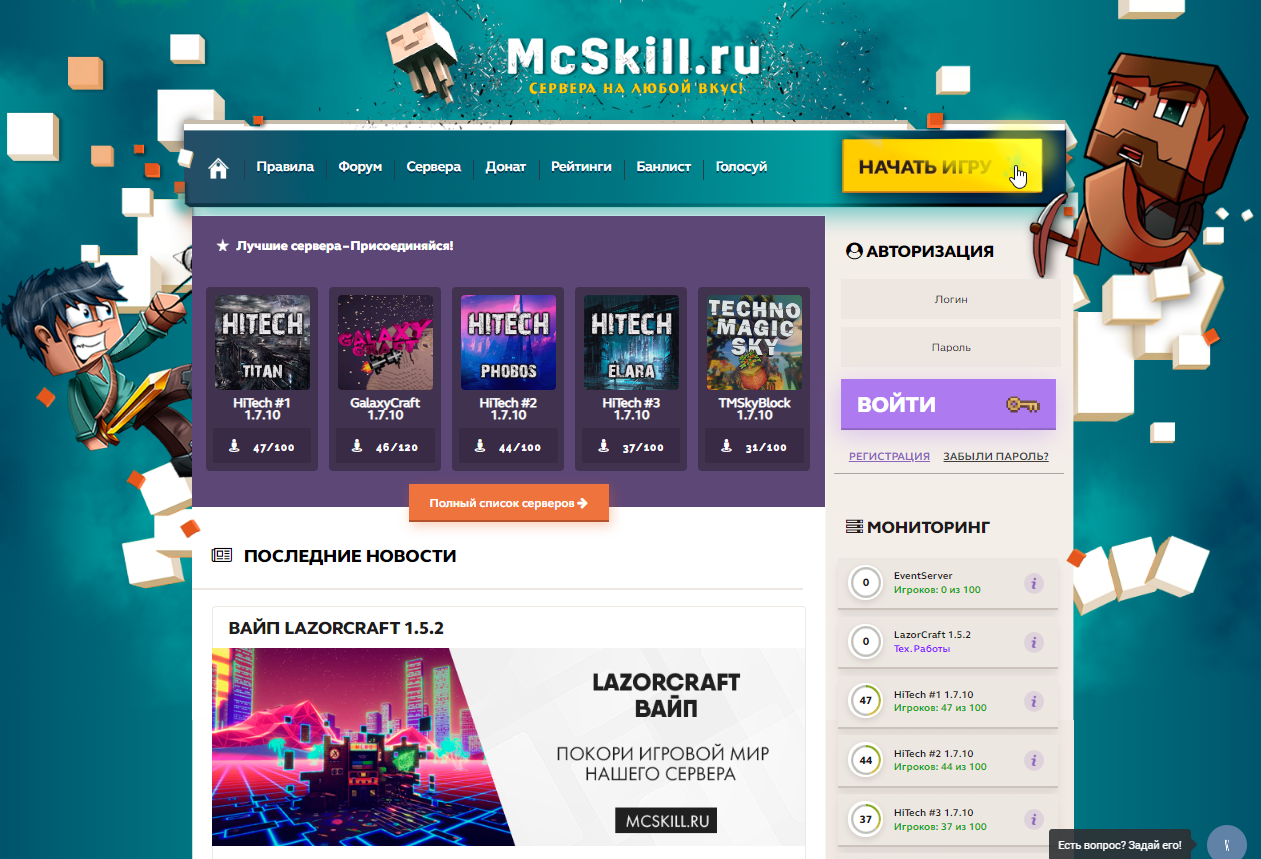 McSkill.ru
СЕРВЕРА НА ЛЮБОЙ ВКУС!
Правила Форум Сервера Донат Рейтинги Банлист Голосуй
НАЧАТЬ ИГРУ
Лучшие сервера – Присоединяйся!
HITECH
TITAN
HiTech #1
1.7.10
47/100
GALAXY
CRAFT
GalaxyCraft
1.7.10
46/120
HITECH
PHOBOS
HiTech #2
1.7.10
44/100
HITECH
ELARA
HiTech #3
1.7.10
37/100
TECHNO
MAGIC
SKY
TMSkyBlock
1.7.10
31/100
Полный список серверов
ПОСЛЕДНИЕ НОВОСТИ
ВАЙП LAZORCRAFT 1.5.2
LAZORCRAFT
ВАЙП
ПОКОРИ ИГРОВОЙ МИР
НАШЕГО СЕРВЕРА
MCSKILL.RU
АВТОРИЗАЦИЯ
Логин
Пароль
ВОЙТИ
РЕГИСТРАЦИЯ ЗАБЫЛИ ПАРОЛЬ?
МОНИТОРИНГ
0
EventServer
Игроков: 0 из 100
i
0
LazorCraft 1.5.2
Тех.Работы
i
47
HiTech #1 1.7.10
Игроков: 47 из 100
i
44
HiTech #2 1.7.10
Игроков: 44 из 100
i
37
HiTech #3 1.7.10
Игроков: 37 из 100
i
Есть вопрос? Задай его!